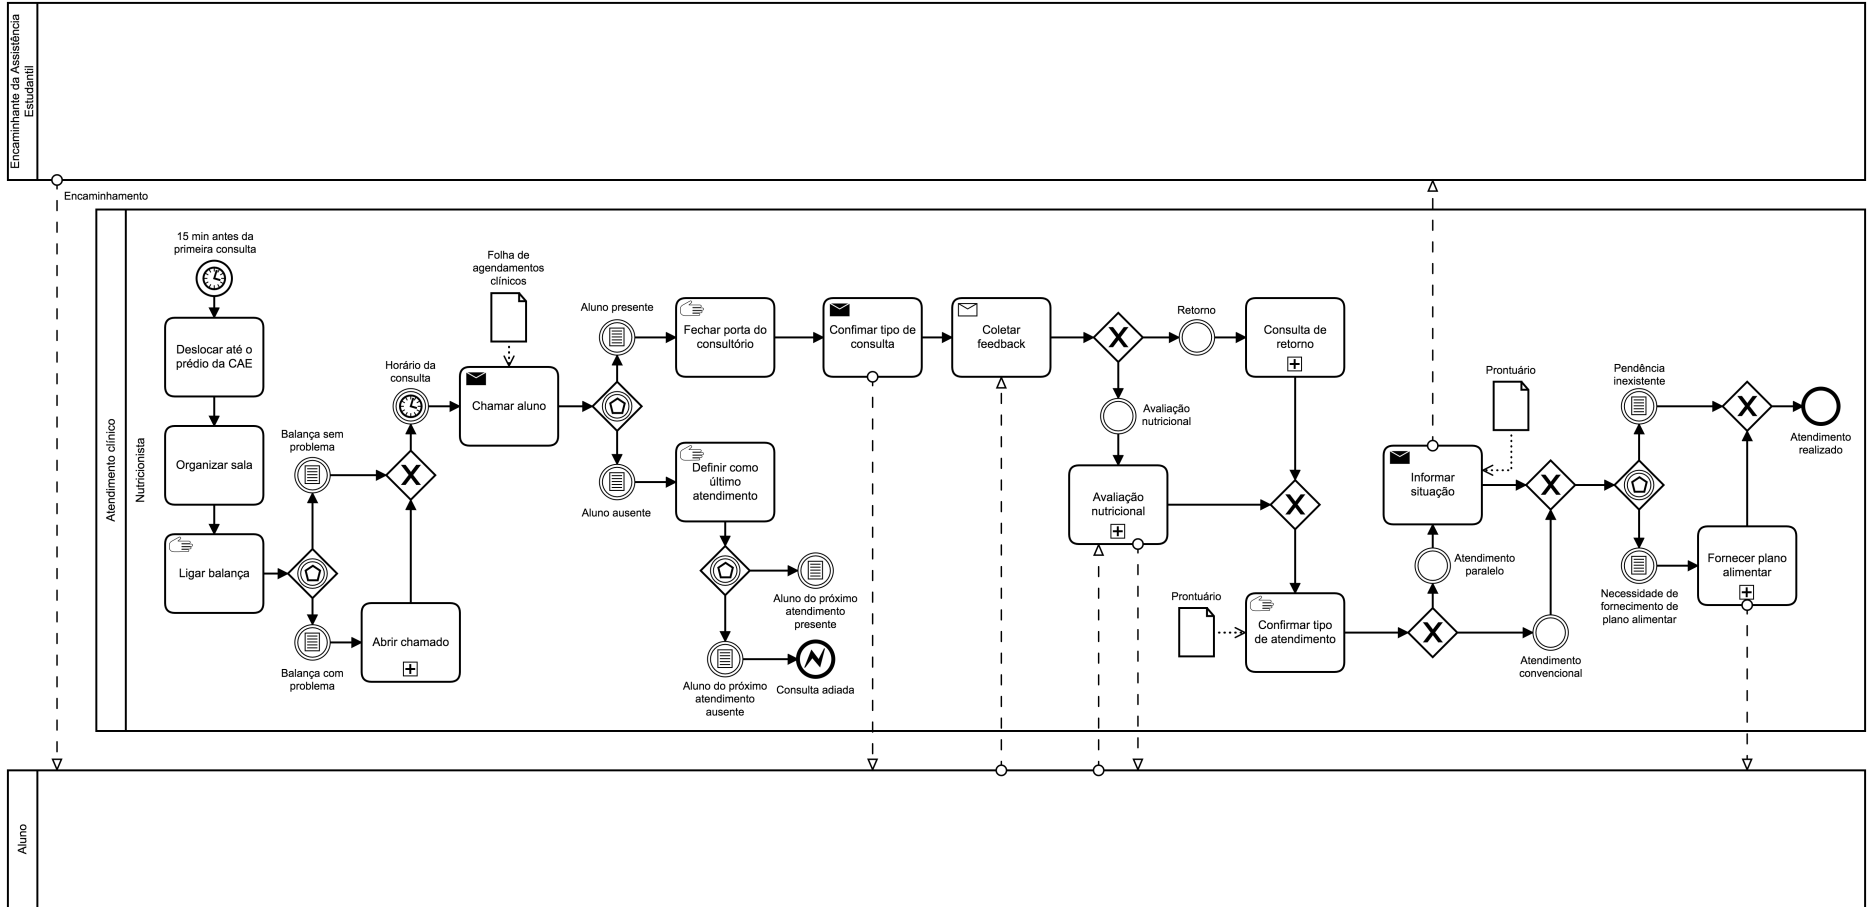 Encaminhante da Assistência
Estudantil
Encaminhamento
Atendimento clínico
Nutricionista
15 min antes da
primeira consulta
Deslocar até o
prédio da CAE
Organizar sala
Ligar balança
Balança sem
problema
Balança com
problema
Abrir chamado
Horário da
consulta
Folha de
agendamentos
clínicos
Chamar aluno
Aluno presente
Aluno ausente
Fechar porta do
consultório
Definir como
último
atendimento
Aluno do próximo
atendimento
presente
Aluno do próximo
atendimento
ausente
Consulta adiada
Confimar tipo de
consulta
Coletar
feedback
Retorno
Consulta de
retorno
Avaliação
nutricional
Avaliação
nutricional
Prontuário
Confirmar tipo
de atendimento
Atendimento
paralelo
Atendimento
convencional
Informar
situação
Prontuário
Pendência
inexistente
Necessidade de
fornecimento de
plano alimentar
Fornecer plano
alimentar
Atendimento
realizado
Aluno